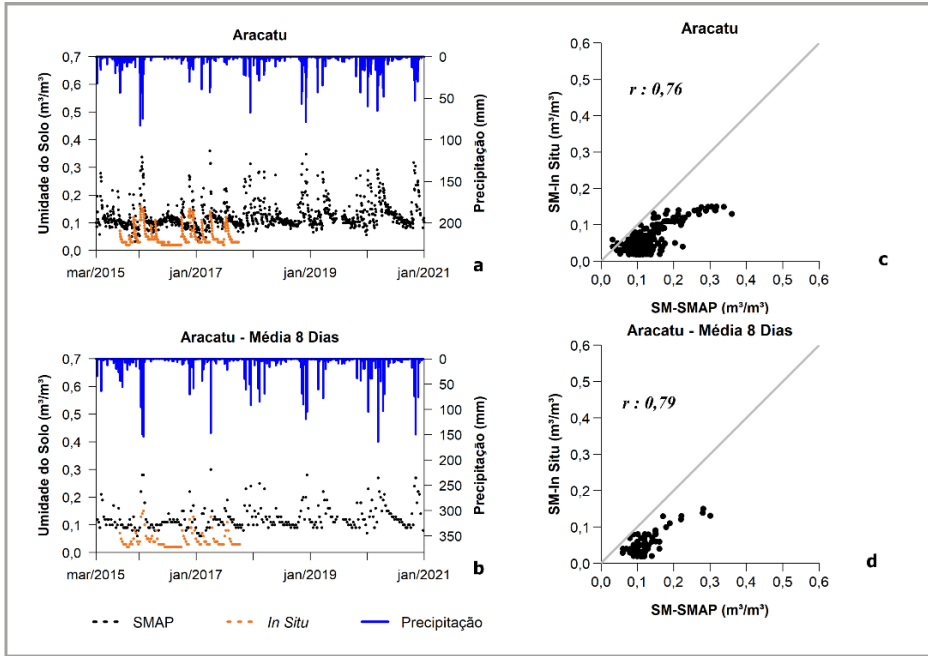 Aracatu
0,7
0,6
0,5
0,4
0,3
0,2
0,1
0,0
Umidade do Solo (m³/m³)
0
50
100
150
200
Precipitação (mm)
mar/2015 jan/2017 jan/2019 jan/2021
a
Aracatu
0,6
0,5
0,4
0,3
0,2
0,1
0,0
SM-In Situ (m³/m³)
r : 0,76
0,0 0,1 0,2 0,3 0,4 0,5 0,6
SM-SMAP (m³/m³)
c
Aracatu - Média 8 Dias
0,7
0,6
0,5
0,4
0,3
0,2
0,1
0,0
Umidade do Solo (m³/m³)
0
50
100
150
200
250
300
350
Precipitação (mm)
mar/2015 jan/2017 jan/2019 jan/2021
b
Aracatu - Média 8 Dias
0,6
0,5
0,4
0,3
0,2
0,1
0,0
SM-In Situ (m³/m³)
r : 0,79
0,0 0,1 0,2 0,3 0,4 0,5 0,6
SM-SMAP (m³/m³)
d
SMAP In Situ Precipitação